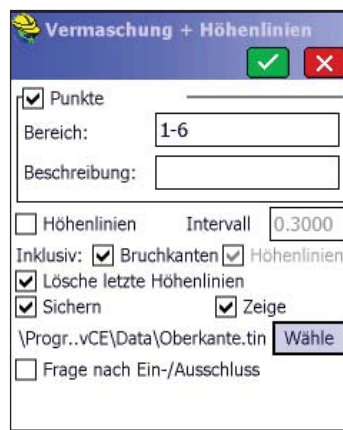 Vermaschung + Höhenlinien
Punkte
Bereich: 1-6
Beschreibung:
Höhenlinien Intervall 0.3000
Inklusiv: Bruchkanten Höhenlinien
Lösche letzte Höhenlinien
Sichern Zeige
\Progr..vCE\Data\Oberkante.tin Wähle
Frage nach Ein-/Ausschluss